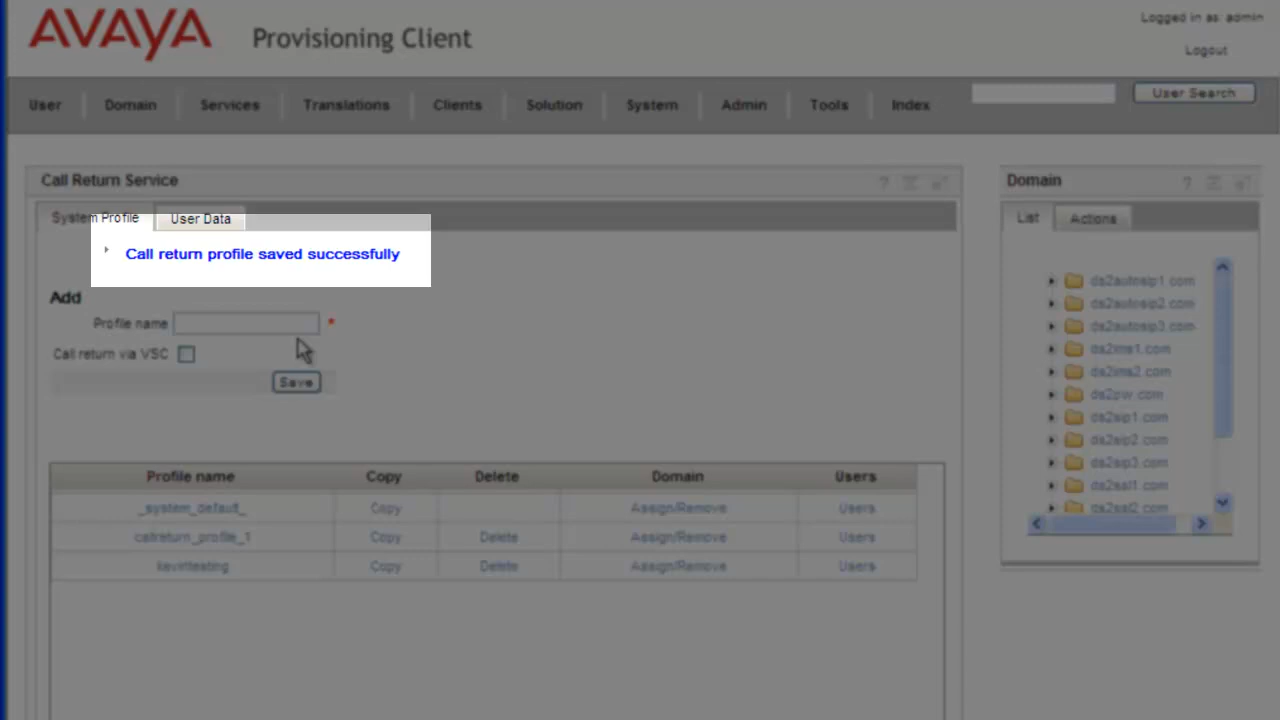 AVAYA Provisioning Client
Logged in as: admin
Logout
User Domain Services Translations Clients Solution System Admin Tools Index User Search
Call Return Service
System Profile User Data
Call return profile saved successfully
Add
Profile name *
Call return via VSC
Save
Profile name Copy Delete Domain Users
_system_default_ Copy Assign/Remove Users
callreturn_profile_1 Copy Delete Assign/Remove Users
kevintesting Copy Delete Assign/Remove Users
Domain ?
List Actions
ds2autosip1.com
ds2autosip2.com
ds2autosip3.com
ds2ims1.com
ds2ims2.com
ds2pw.com
ds2sip1.com
ds2sip2.com
ds2sip3.com
ds2sal1.com
ds2sal2.com